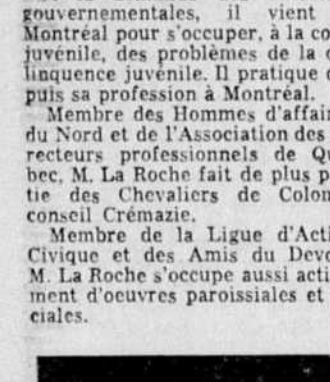 gouvernementales, il vient
Montréal pour s'occuper, à la co
juvénile, des problèmes de la d
linquence juvénile. Il pratique d
puis sa profession à Montréal.
Membre des Hommes d'affair
du Nord et de l'Association des
recteurs professionnels de Qu
bec, M. La Roche fait de plus p
tie des Chevaliers de Colom
conseil Crémazie.
Membre de la Ligue d'Acti
Civique et des Amis du Devo
M. La Roche s'occupe aussi acti
ment d'oeuvres paroissiales et
ciales.